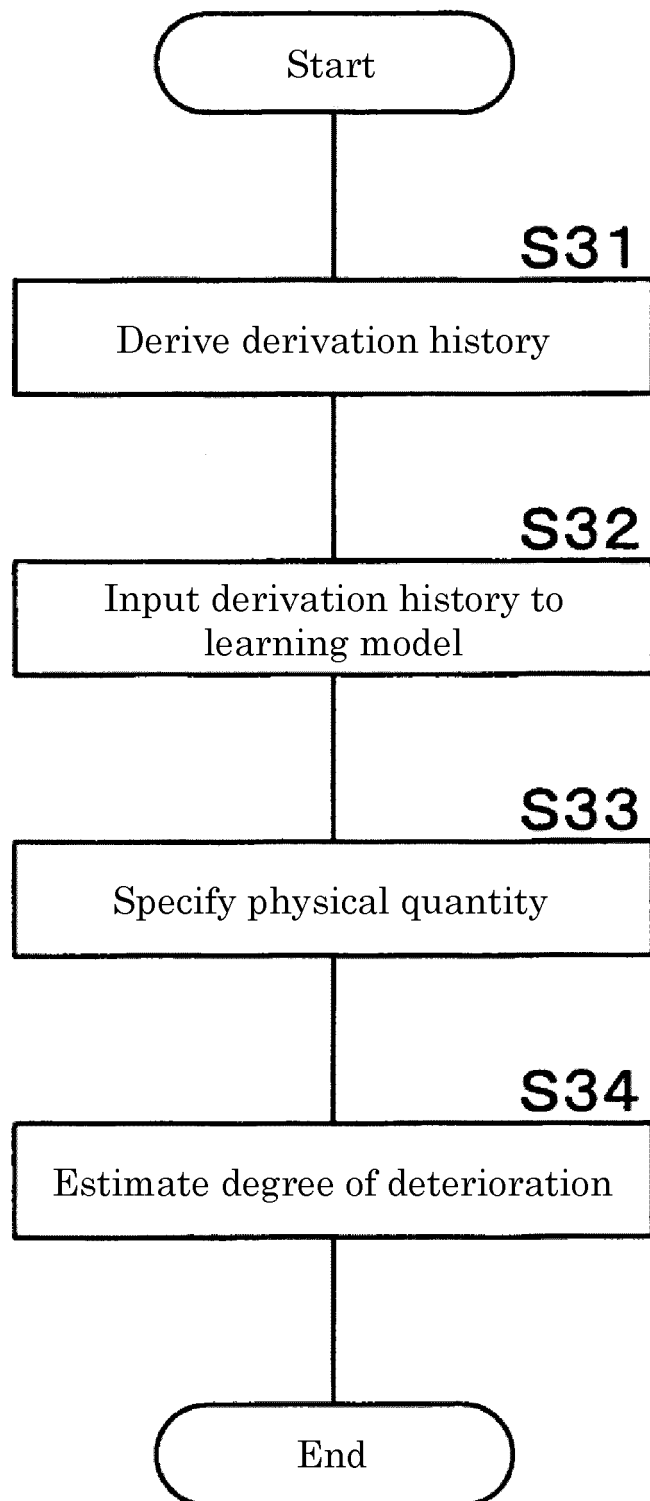 Start
S31
Derive derivation history
S32
Input derivation history to
learning model
S33
Specify physical quantity
S34
Estimate degree of deterioration
End